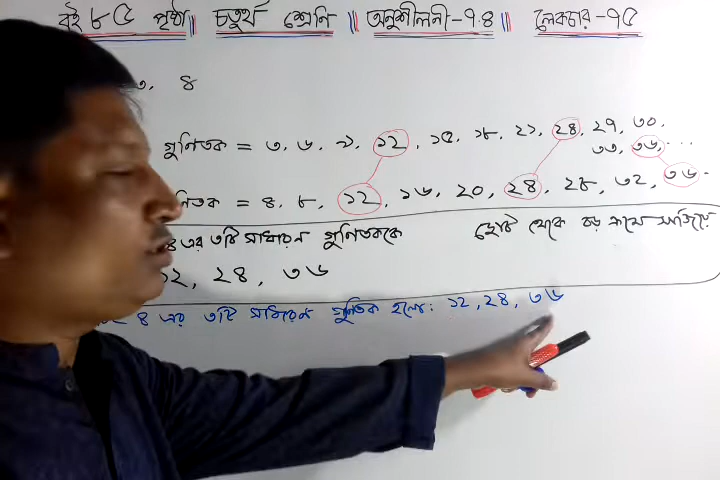 বই ৮৫ পৃষ্ঠা || চতুর্থ শ্রেনি || অনুশীলনী-৭.৪ || লেকচার-৭৫
৩, ৪
গুনিতক = ৩, ৬, ৯, ১২, ১৫, ১৮, ২১, ২৪, ২৭, ৩০,
৩৩, ৩৬, ...
নিতক = ৪, ৮, ১২, ১৬, ২০, ২৪, ২৮, ৩২, ৩৬..
৪ এর ৩টি সাধারন গুনিতককে ছোট থেকে বড় ক্রমে সাজিয়ে
১২, ২৪, ৩৬
৪ এর ৩টি সাধারন গুনিতক হলো: ১২, ২৪, ৩৬